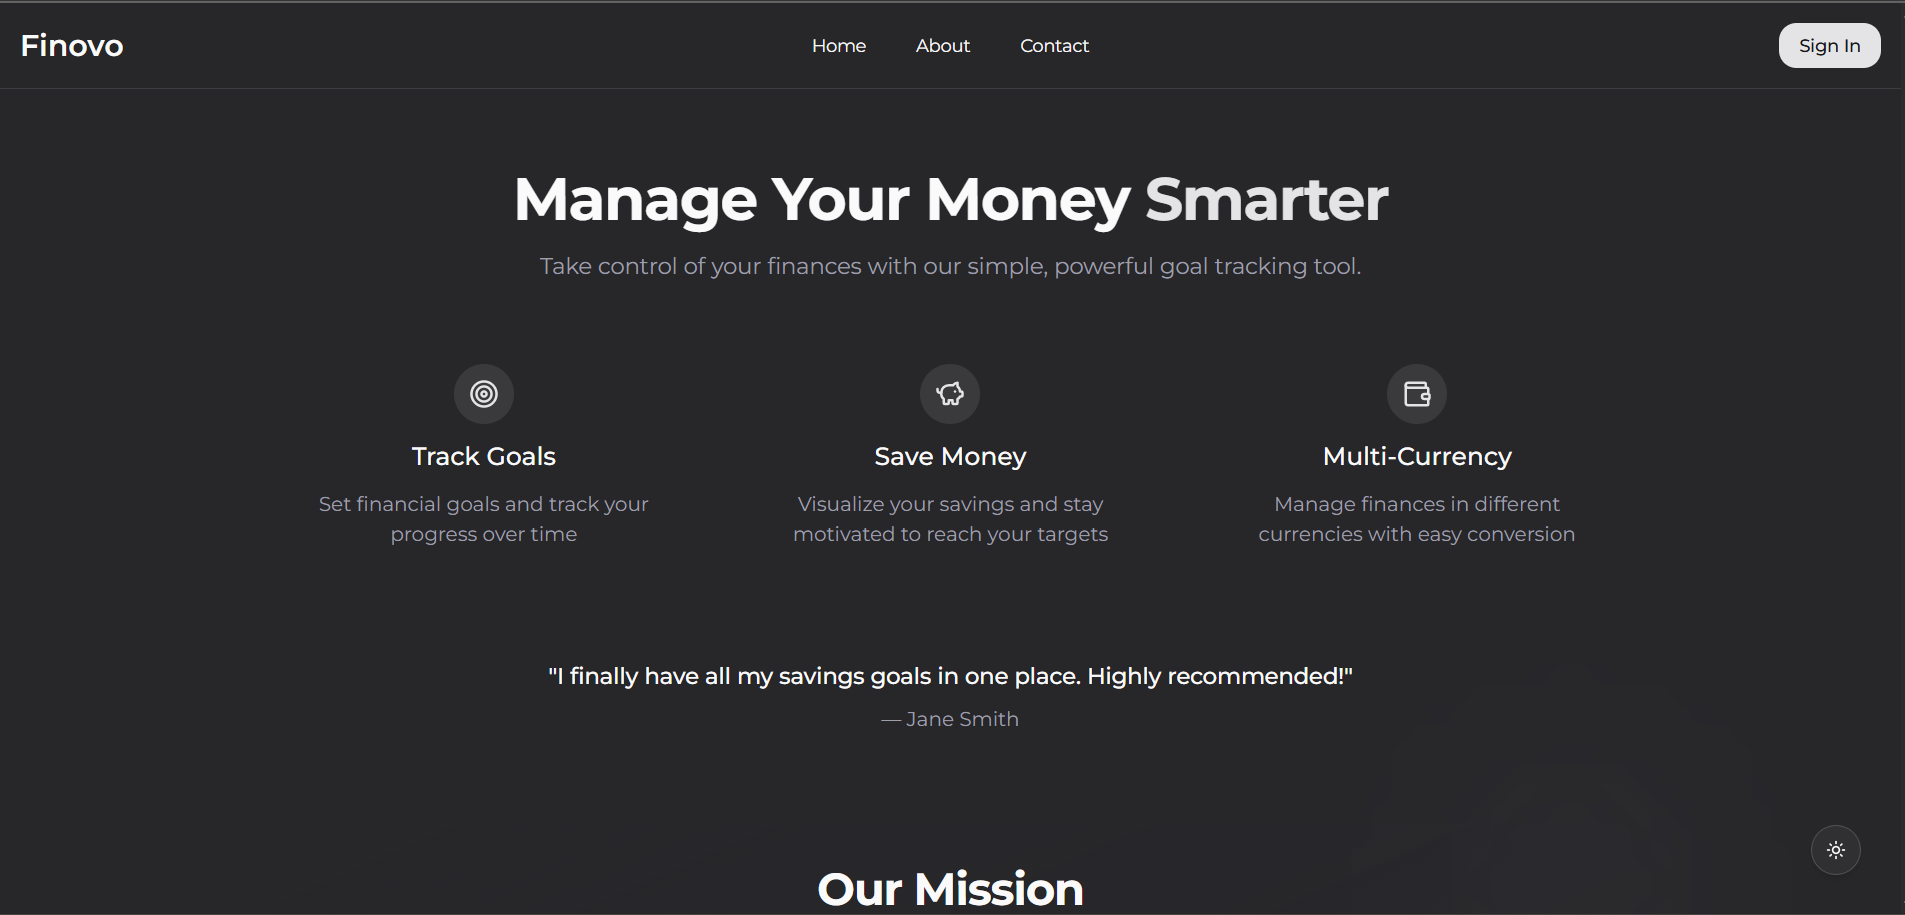 Finovo
Home
About
Contact
Sign In
Manage Your Money Smarter
Take control of your finances with our simple, powerful goal tracking tool.
Track Goals
Set financial goals and track your
progress over time
Save Money
Visualize your savings and stay
motivated to reach your targets
Multi-Currency
Manage finances in different
currencies with easy conversion
"I finally have all my savings goals in one place. Highly recommended!"
— Jane Smith
Our Mission